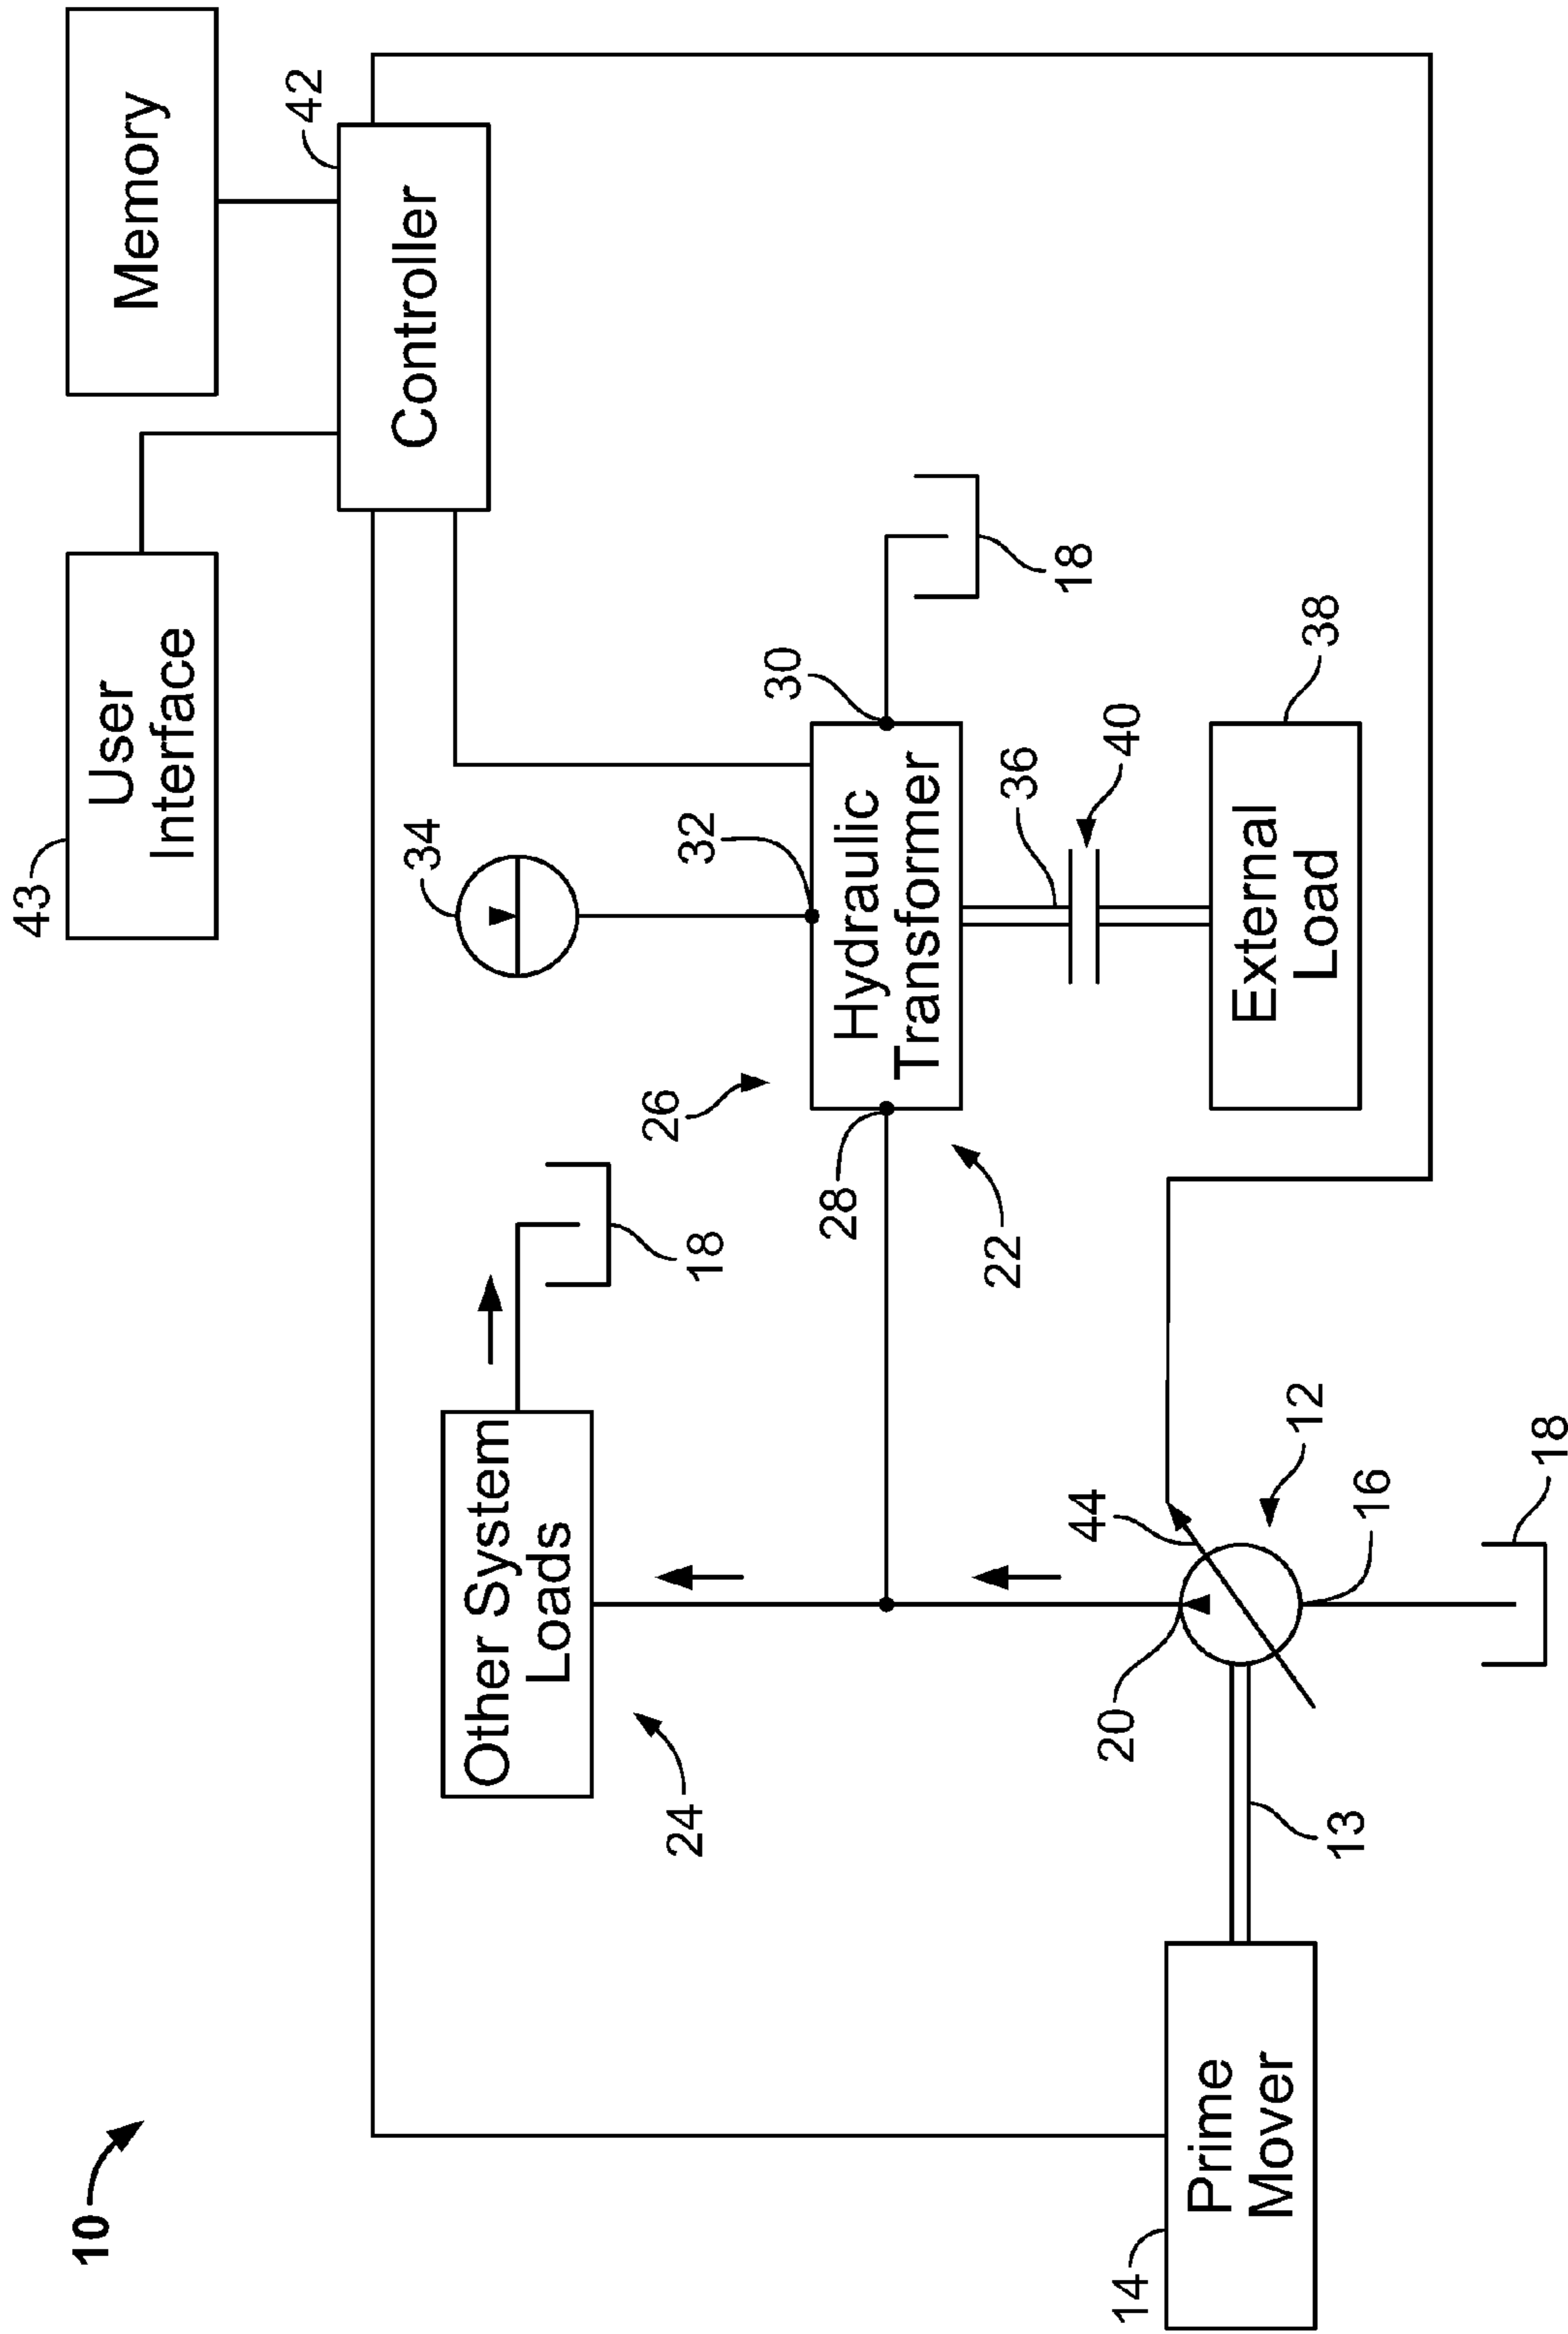 10
43
User
Interface
Memory
42
Controller
34
Other System
Loads
18
24
26
32
30
Hydraulic
Transformer
28
22
18
36
40
External
Load
38
44
20
12
16
18
13
14
Prime
Mover